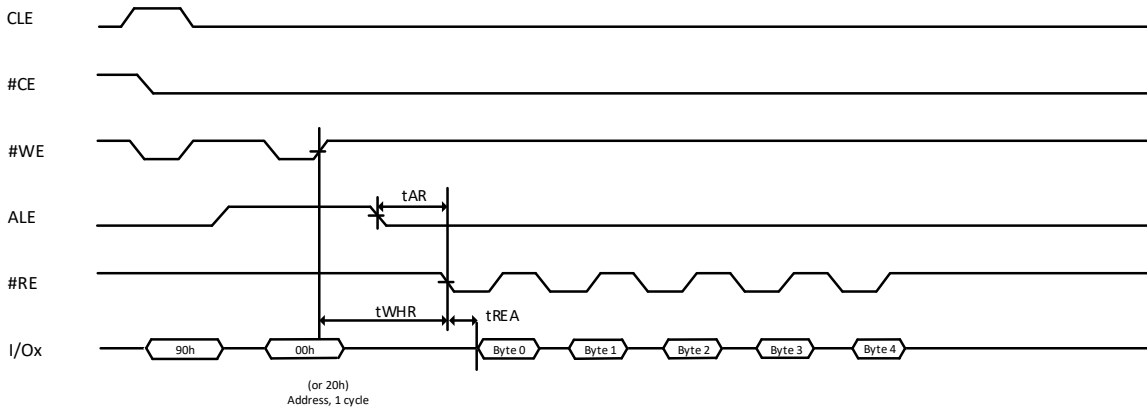 CLE
#CE
#WE
tAR
ALE
#RE
tWHR
tREA
I/Ox
90h
00h
Byte 0
Byte 1
Byte 2
Byte 3
Byte 4
(or 20h)
Address, 1 cycle